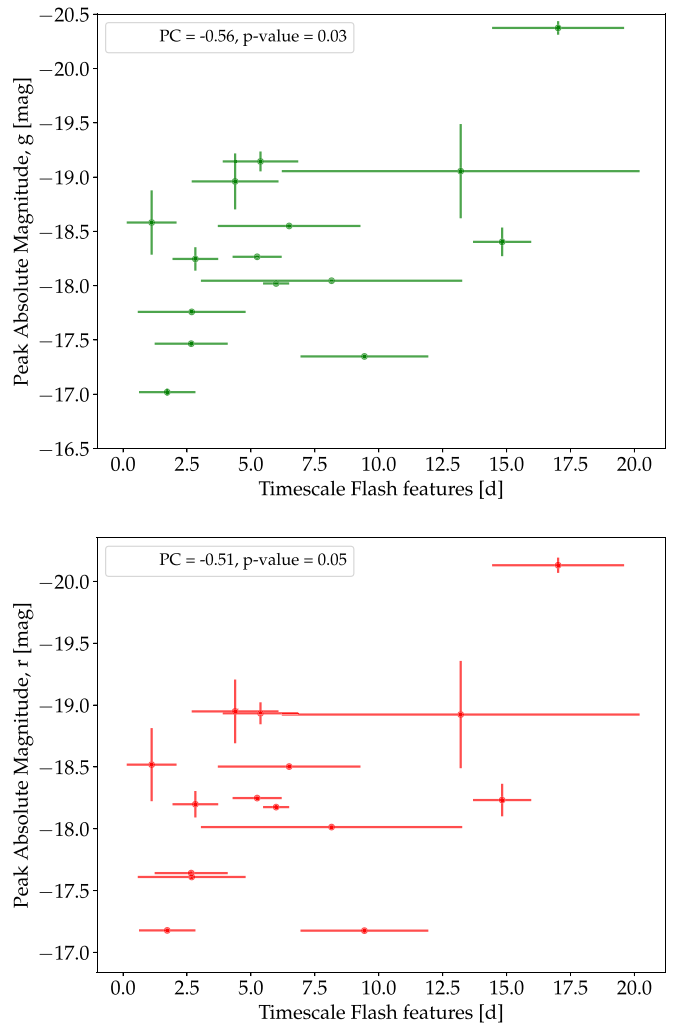 PC = -0.56, p-value = 0.03
−20.5
−20.0
−19.5
−19.0
−18.5
−18.0
−17.5
−17.0
−16.5
Peak Absolute Magnitude, g [mag]
0.0 2.5 5.0 7.5 10.0 12.5 15.0 17.5 20.0
Timescale Flash features [d]
PC = -0.51, p-value = 0.05
−20.0
−19.5
−19.0
−18.5
−18.0
−17.5
−17.0
Peak Absolute Magnitude, r [mag]
0.0 2.5 5.0 7.5 10.0 12.5 15.0 17.5 20.0
Timescale Flash features [d]